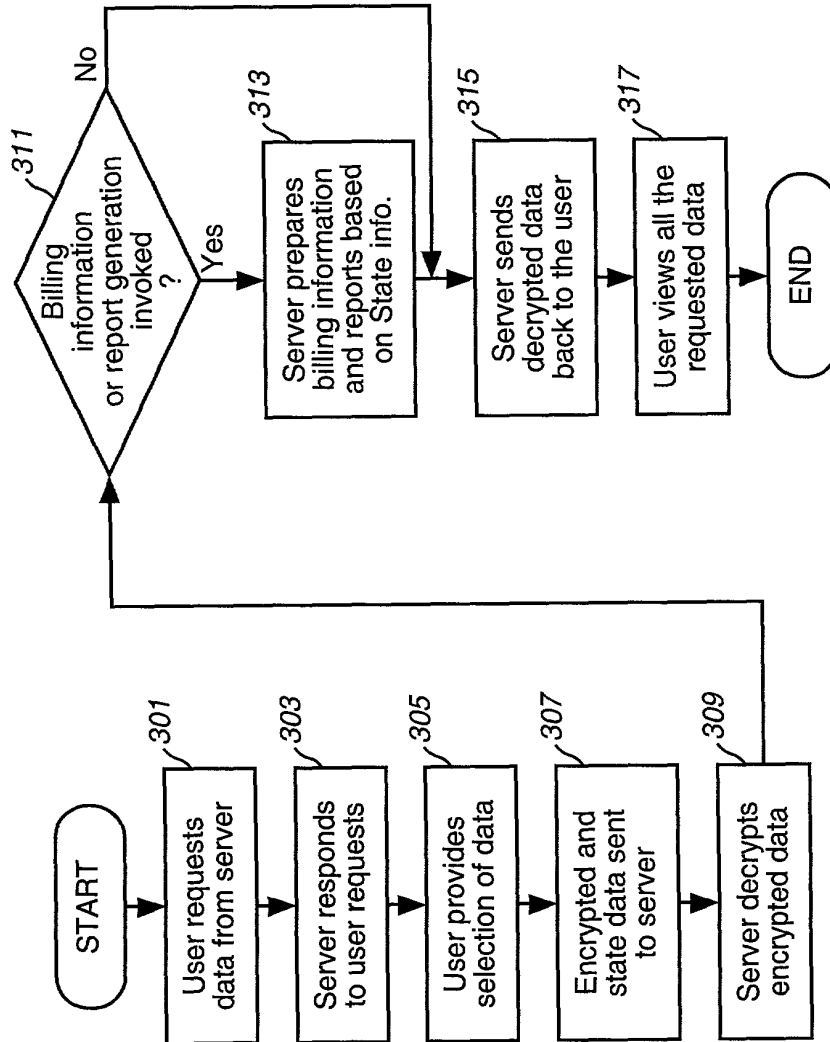 START
301
User requests
data from server
303
Server responds
to user requests
305
User provides
selection of data
307
Encrypted and
state data sent
to server
309
Server decrypts
encrypted data
311
Billing
information
or report generation
invoked
?
No
Yes
313
Server prepares
billing information
and reports based
on State info.
315
Server sends
decrypted data
back to the user
317
User views all the
requested data
END